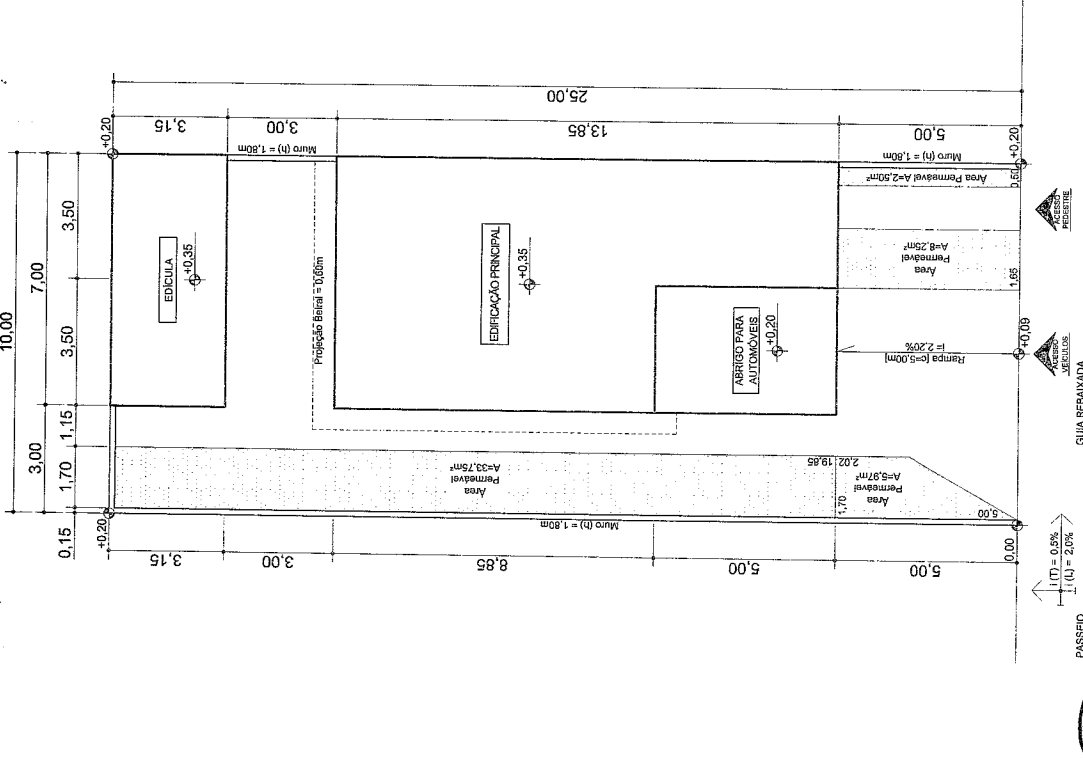 10,00
7,00
3,00
3,50
3,50
1,15
1,70
0,15
25,00
3,15
3,00
13,85
5,00
+0,20
Muro (h) = 1,80m
Muro (h) = 1,80m
+0,20
EDÍCULA
+0,35
Projeção Beiral = 0,60m
EDIFICAÇÃO PRINCIPAL
+0,35
ABRIGO PARA
AUTOMÓVEIS
+0,20
Área Permeável A=2,50m²
0,50
Área
Permeável
A=8,25m²
1,65
Rampa [c=5,00m]
i= 2,20%
+0,09
ACESSO
PEDESTRE
ACESSO
VEÍCULOS
GUIA REBAIXADA
Área
Permeável
A=33,75m²
19,85
2,02
1,70
Área
Permeável
A=5,97m²
5,00
Muro (h) = 1,80m
+0,20
3,15
3,00
8,85
5,00
5,00
0,00
i (T) = 0,5%
i (L) = 2,0%
PASSEIO